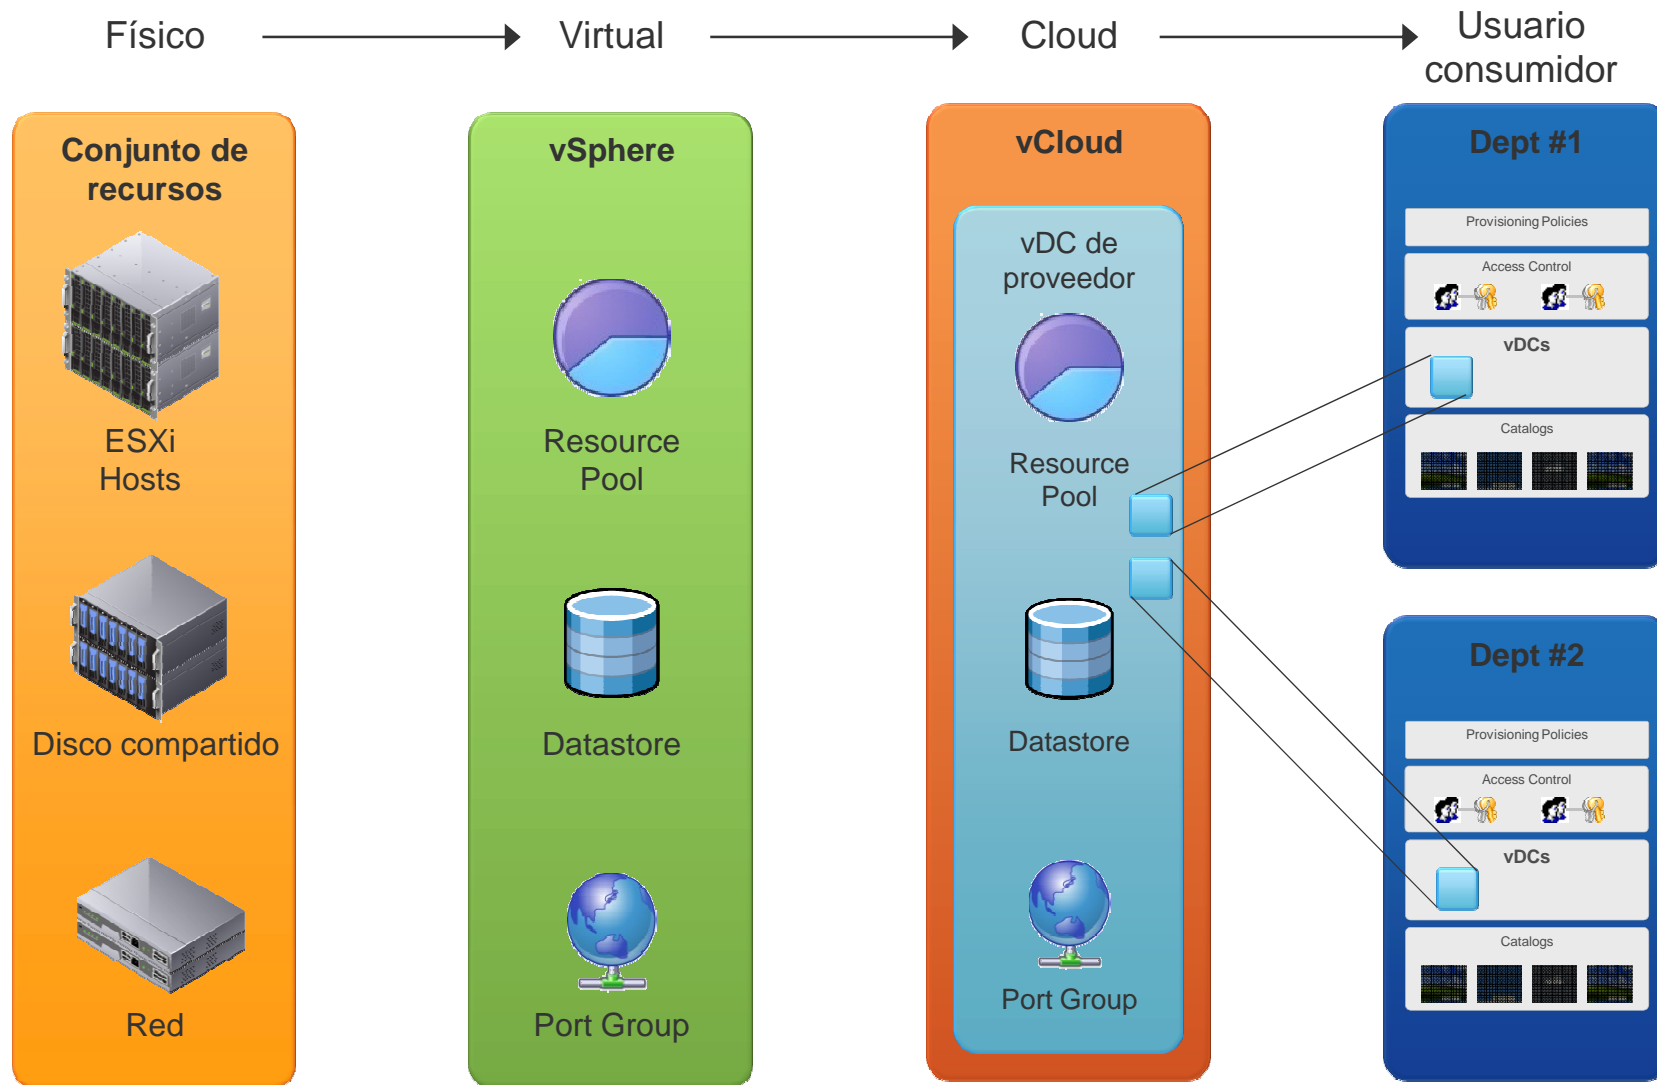 Físico
Virtual
Cloud
Usuario
consumidor
Conjunto de
recursos
ESXi
Hosts
Disco compartido
Red
vSphere
Resource
Pool
Datastore
Port Group
vCloud
vDC de
proveedor
Resource
Pool
Datastore
Port Group
Dept #1
Provisioning Policies
Access Control
vDCs
Catalogs
Dept #2
Provisioning Policies
Access Control
vDCs
Catalogs